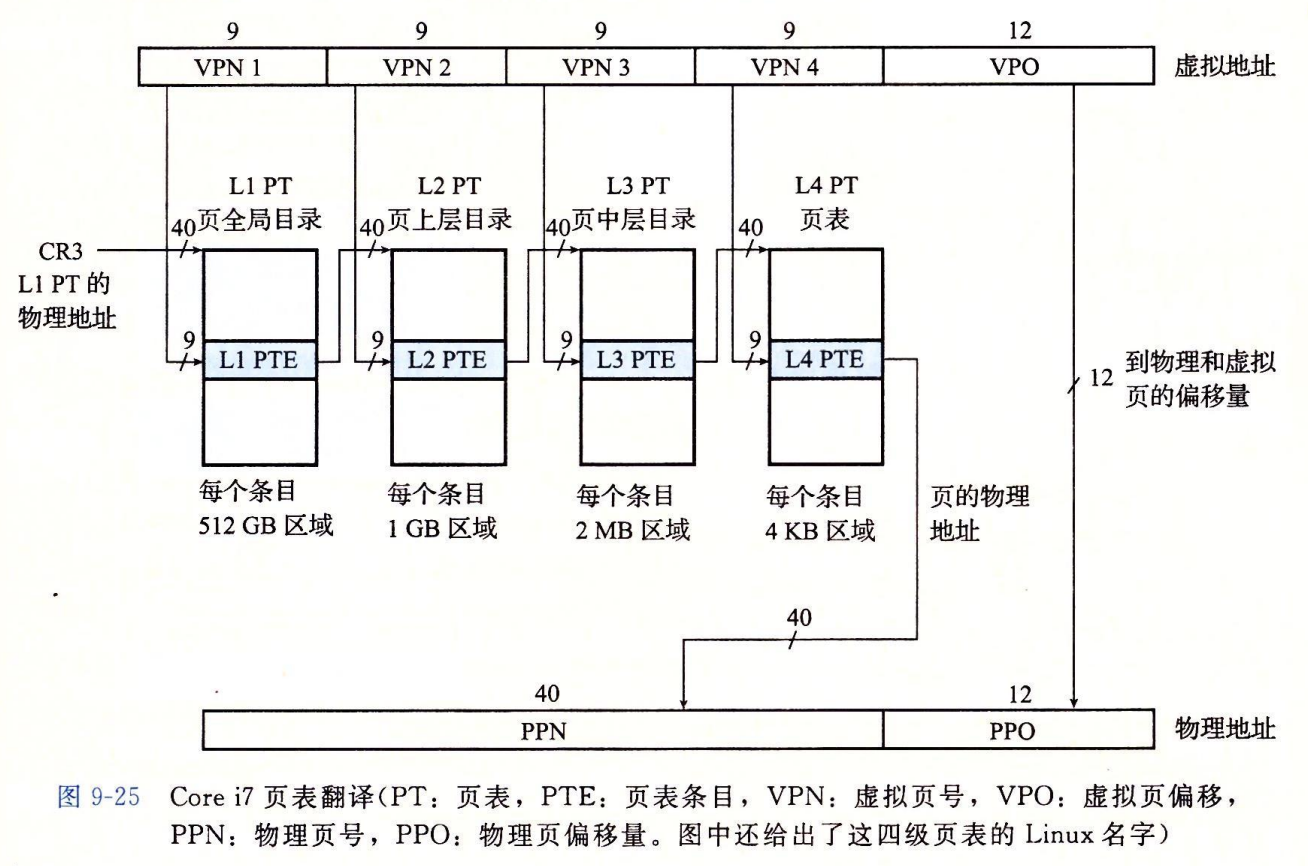 9 9 9 9 12
VPN 1 VPN 2 VPN 3 VPN 4 VPO 虚拟地址
L1 PT L2 PT L3 PT L4 PT
页全局目录 页上层目录 页中层目录 页表
40 40 40 40
CR3
L1 PT 的
物理地址
9 9 9 9
L1 PTE L2 PTE L3 PTE L4 PTE
12 到物理和虚拟
页的偏移量
每个条目 每个条目 每个条目 每个条目 页的物理
512 GB 区域 1 GB 区域 2 MB 区域 4 KB 区域 地址
40
40 12
PPN PPO 物理地址
图 9-25 Core i7 页表翻译(PT：页表，PTE：页表条目，VPN：虚拟页号，VPO：虚拟页偏移，
PPN：物理页号，PPO：物理页偏移量。图中还给出了这四级页表的 Linux 名字)